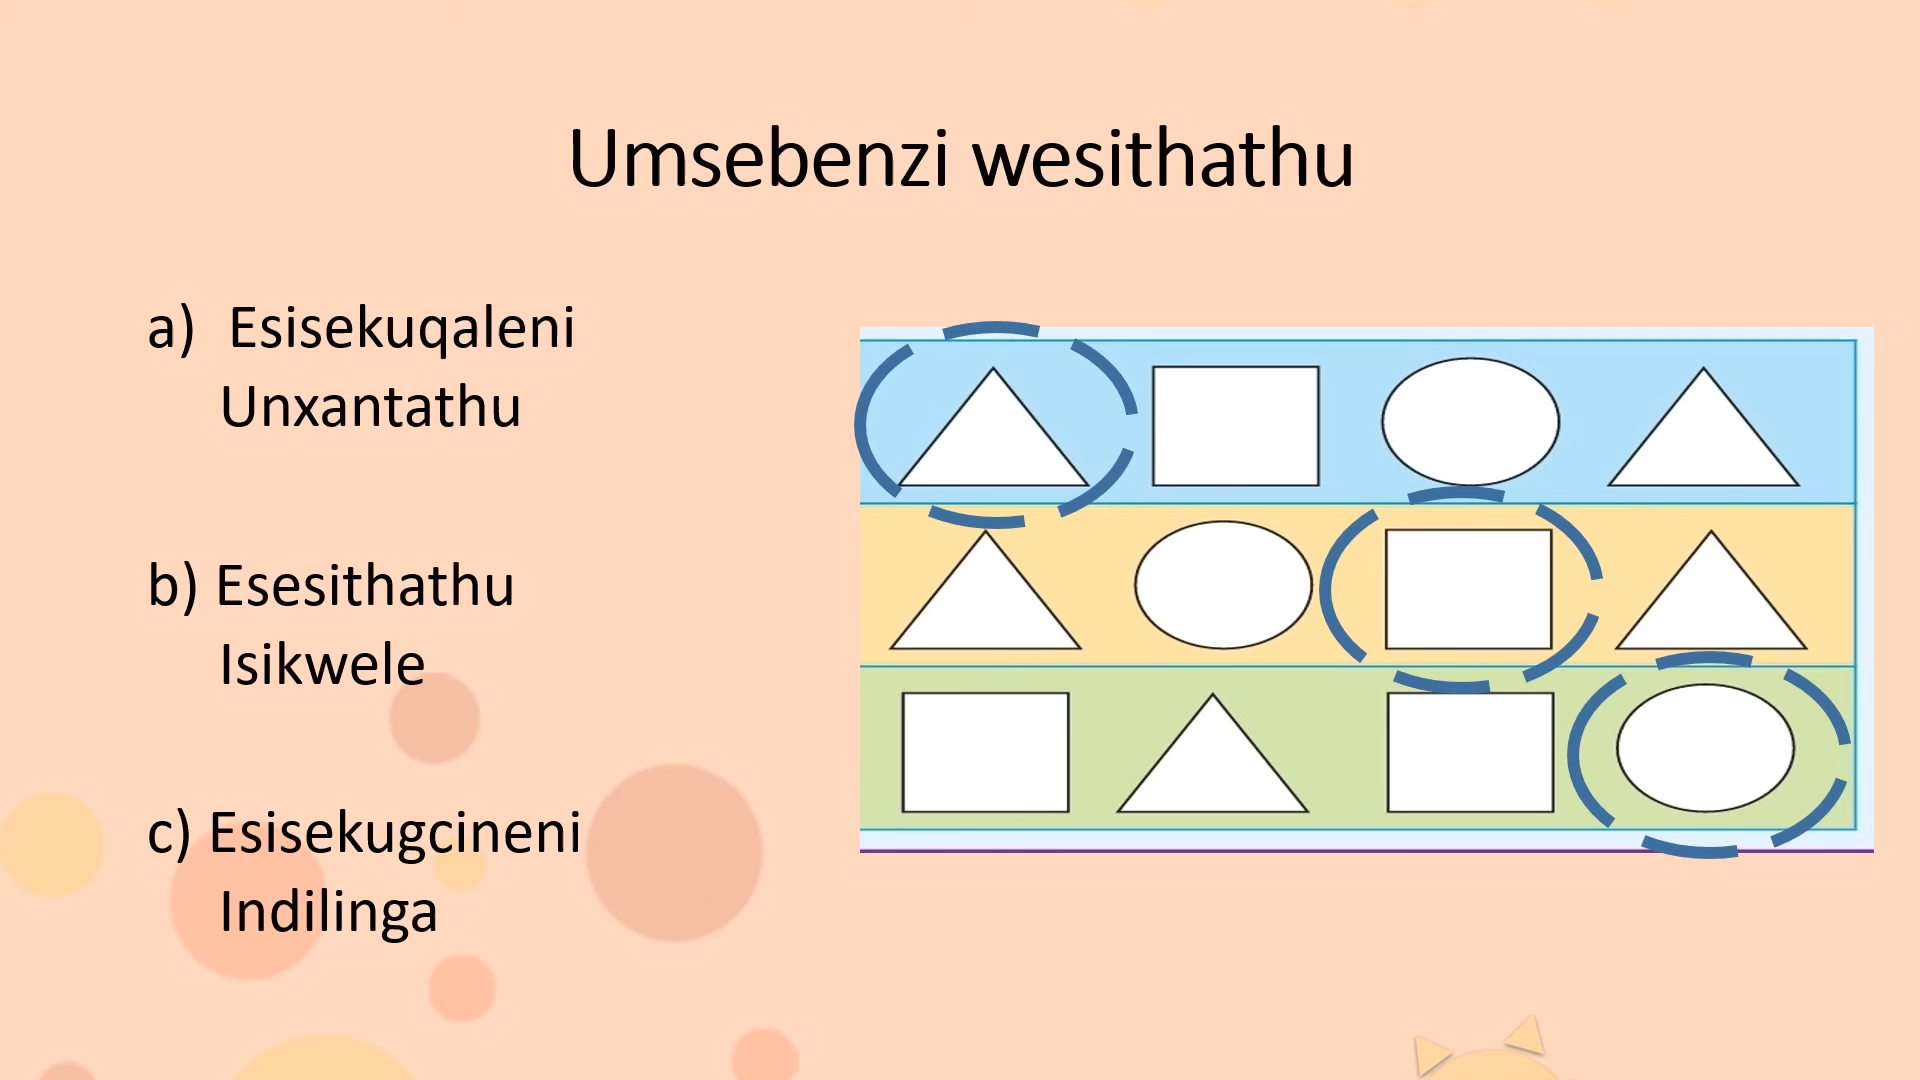 Umsebenzi wesithathu
a) Esisekuqaleni
Unxantathu
b) Esesithathu
Isikwele
c) Esisekugcineni
Indilinga